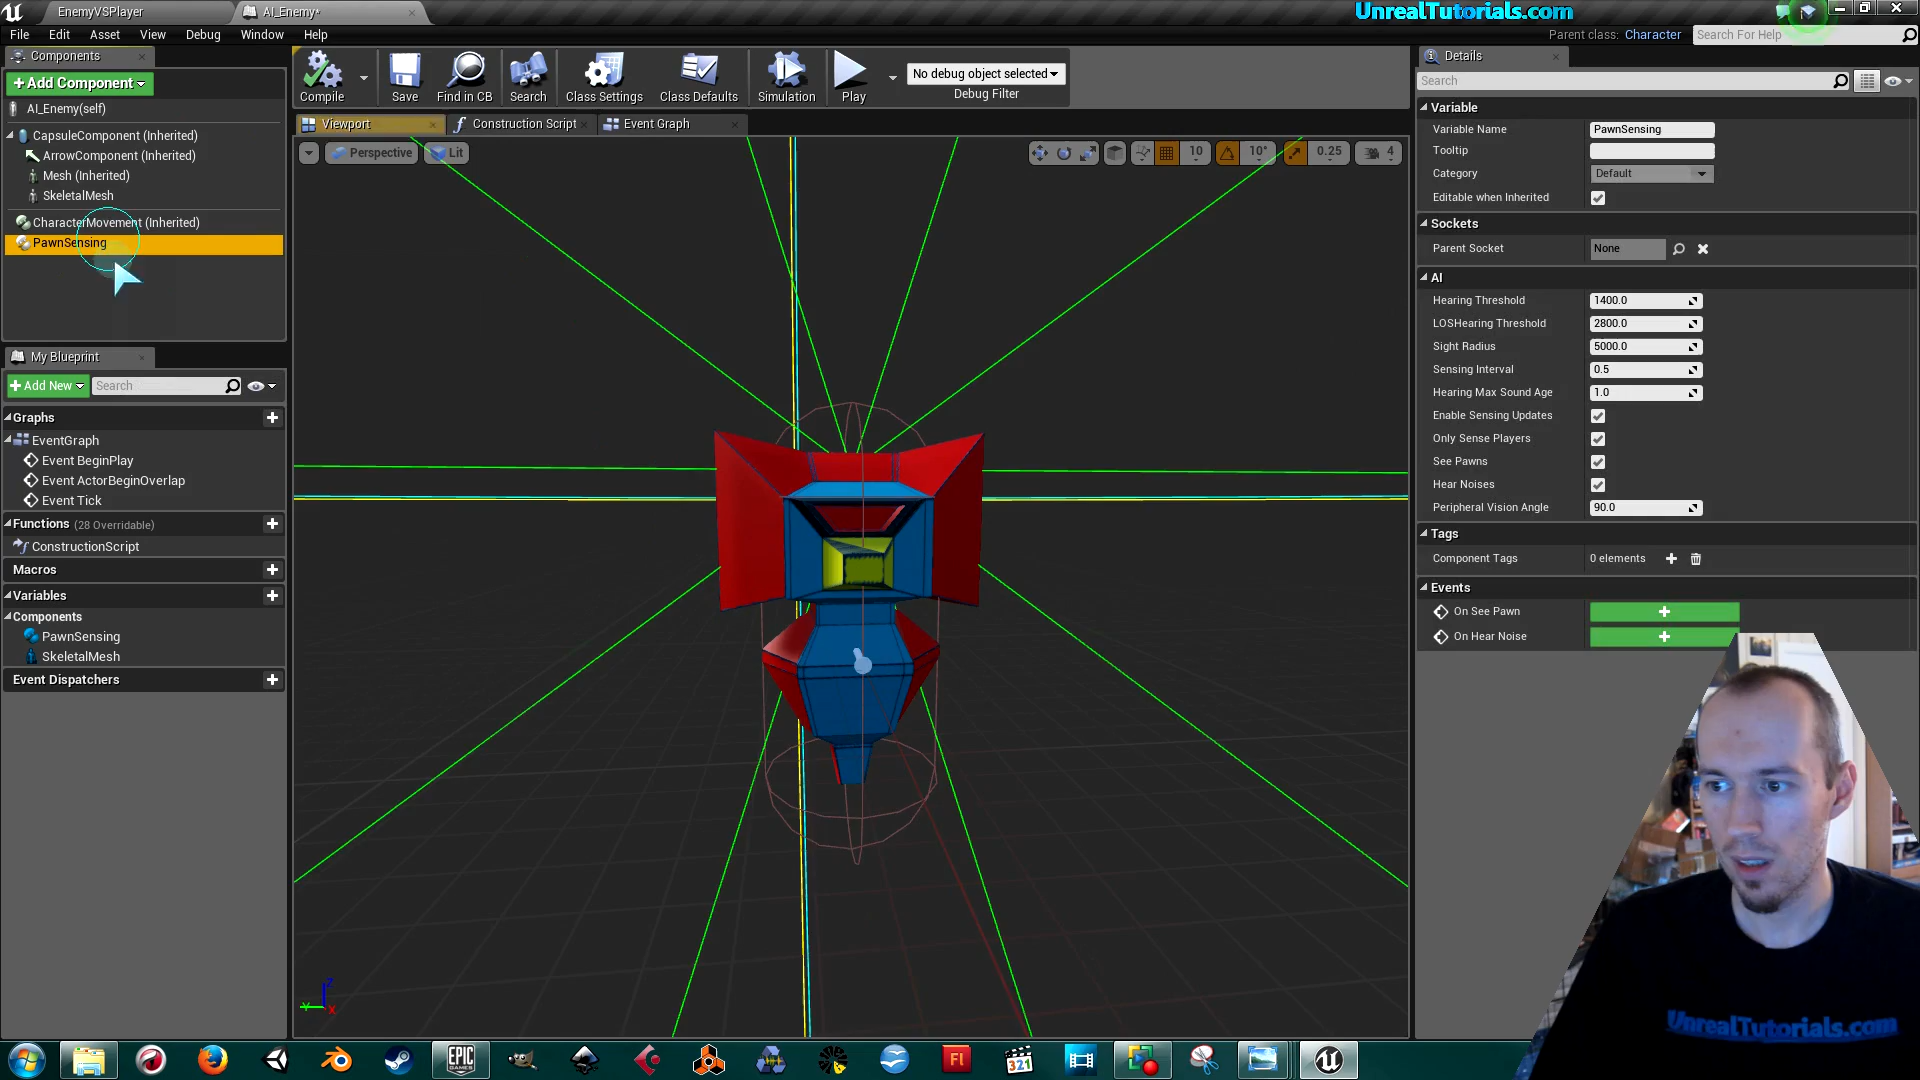 EnemyVSPlayer
AI_Enemy*
UnrealTutorials.com
File Edit Asset View Debug Window Help
Parent class: Character
Search For Help
Components
+Add Component
AI_Enemy(self)
CapsuleComponent (Inherited)
ArrowComponent (Inherited)
Mesh (Inherited)
SkeletalMesh
CharacterMovement (Inherited)
PawnSensing
Compile
Save
Find in CB
Search
Class Settings
Class Defaults
Simulation
Play
No debug object selected
Debug Filter
Viewport
Construction Script
Event Graph
Perspective
Lit
10
10°
0.25
4
My Blueprint
+Add New
Search
Graphs
EventGraph
Event BeginPlay
Event ActorBeginOverlap
Event Tick
Functions (28 Overridable)
ConstructionScript
Macros
Variables
Components
PawnSensing
SkeletalMesh
Event Dispatchers
Z
Y
X
Details
Search
Variable
Variable Name PawnSensing
Tooltip
Category Default
Editable when Inherited
Sockets
Parent Socket None
AI
Hearing Threshold 1400.0
LOSHearing Threshold 2800.0
Sight Radius 5000.0
Sensing Interval 0.5
Hearing Max Sound Age 1.0
Enable Sensing Updates
Only Sense Players
See Pawns
Hear Noises
Peripheral Vision Angle 90.0
Tags
Component Tags 0 elements
Events
On See Pawn
On Hear Noise
UnrealTutorials.com
EPIC
GAMES
Fl
321